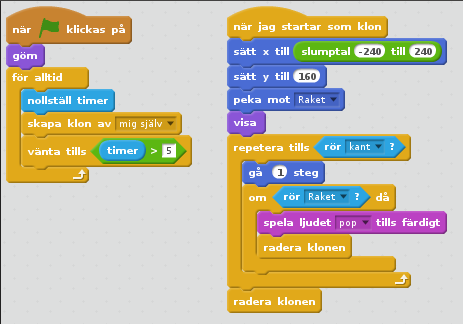 när klickas på
göm
för alltid
nollställ timer
skapa klon av mig själv
vänta tills timer > 5
när jag startar som klon
sätt x till slumptal -240 till 240
sätt y till 160
peka mot Raket
visa
repetera tills rör kant ?
gå 1 steg
om rör Raket ? då
spela ljudet pop tills färdigt
radera klonen
radera klonen